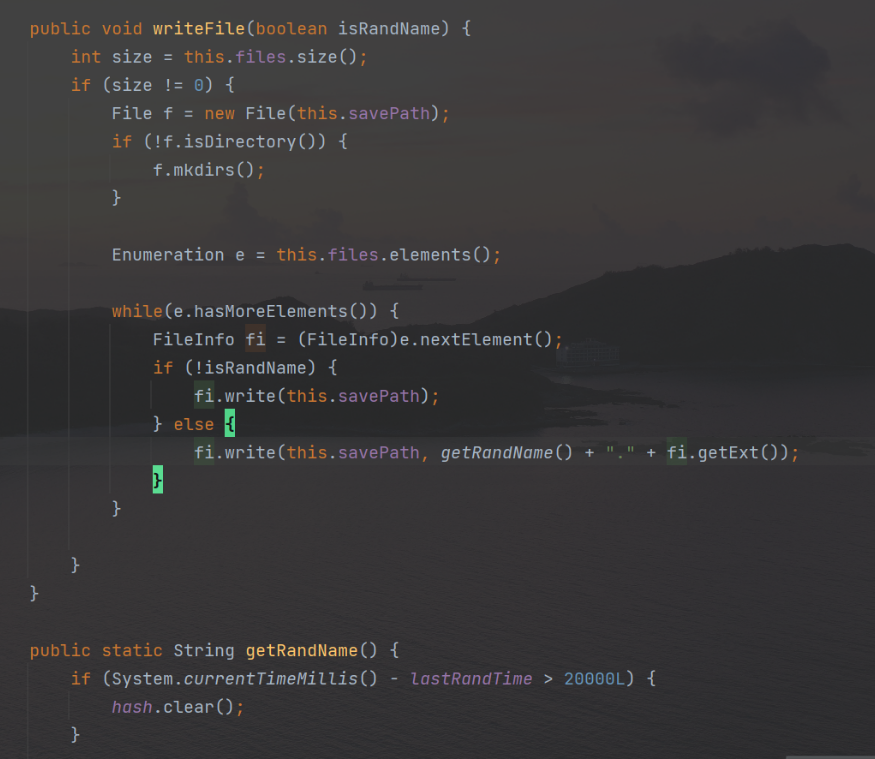 public void writeFile(boolean isRandName) {
    int size = this.files.size();
    if (size != 0) {
        File f = new File(this.savePath);
        if (!f.isDirectory()) {
            f.mkdirs();
        }

        Enumeration e = this.files.elements();

        while(e.hasMoreElements()) {
            FileInfo fi = (FileInfo)e.nextElement();
            if (!isRandName) {
                fi.write(this.savePath);
            } else {
                fi.write(this.savePath, getRandName() + "." + fi.getExt());
            }
        }

    }
}

public static String getRandName() {
    if (System.currentTimeMillis() - lastRandTime > 20000L) {
        hash.clear();
    }